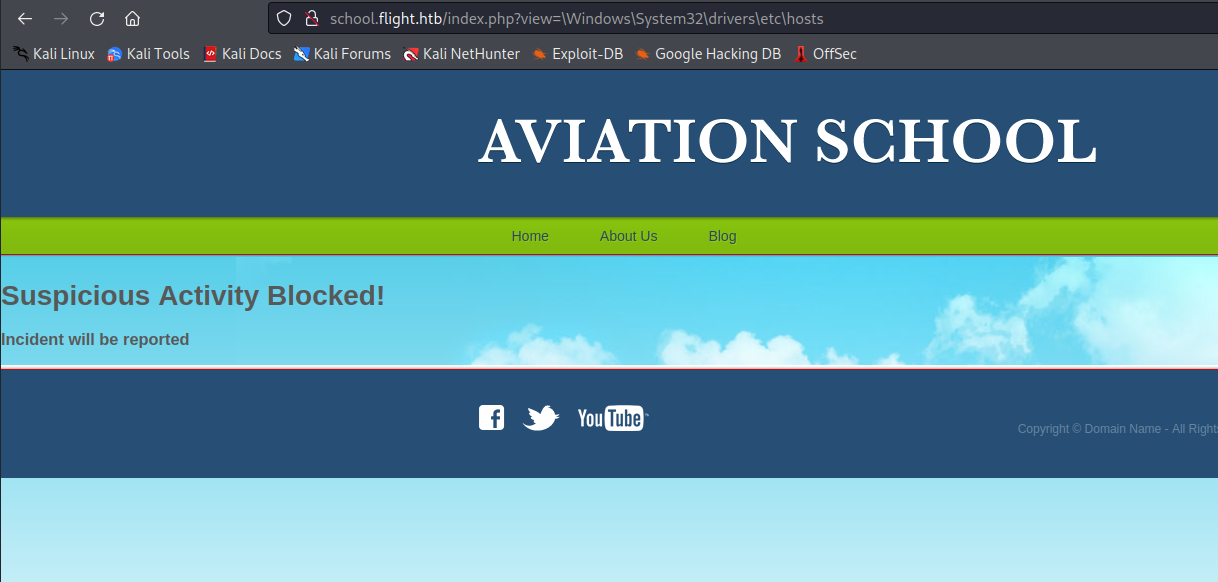 school.flight.htb/index.php?view=\Windows\System32\drivers\etc\hosts
Kali Linux Kali Tools Kali Docs Kali Forums Kali NetHunter Exploit-DB Google Hacking DB OffSec
AVIATION SCHOOL
Home About Us Blog
Suspicious Activity Blocked!
Incident will be reported
YouTube
Copyright © Domain Name - All Right